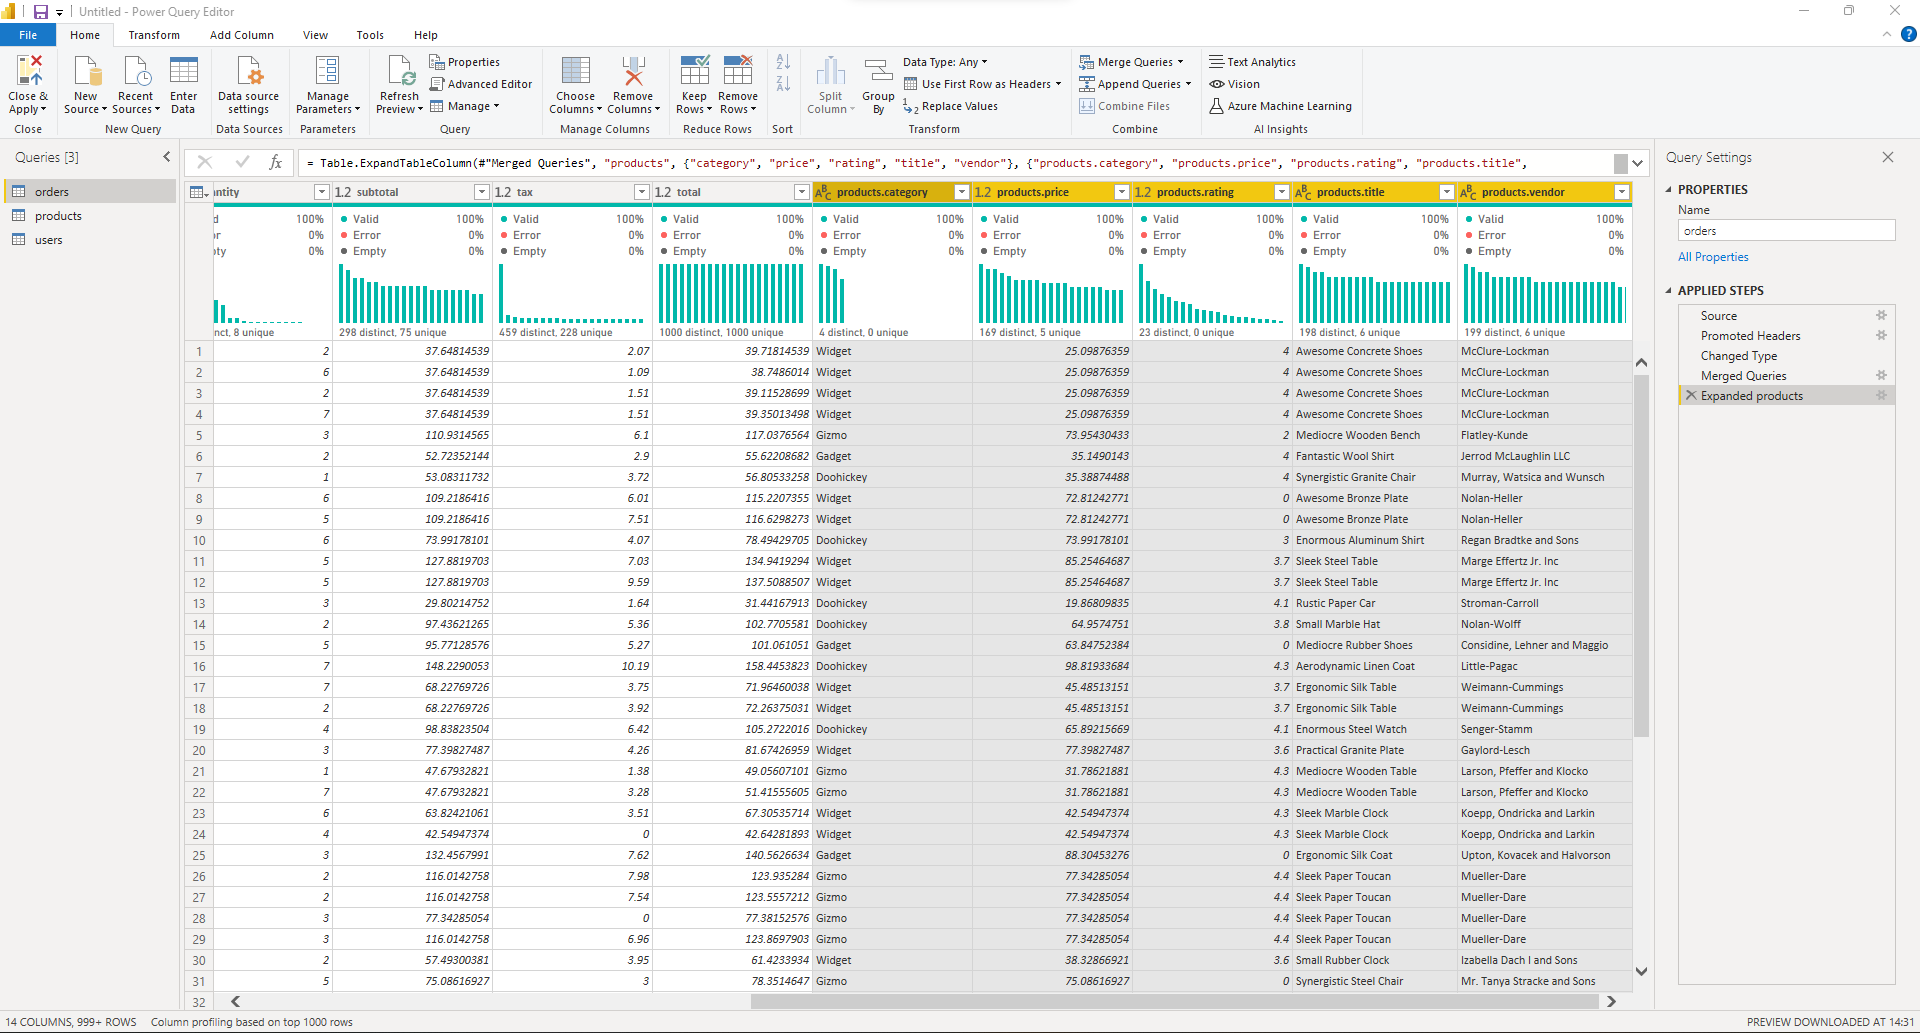 Untitled - Power Query Editor
File Home Transform Add Column View Tools Help
Close & Apply
New Source
Recent Sources
Enter Data
Data source settings
Manage Parameters
Refresh Preview
Properties
Advanced Editor
Manage
Choose Columns
Remove Columns
Keep Rows
Remove Rows
Split Column
Group By
Data Type: Any
Use First Row as Headers
Replace Values
Merge Queries
Append Queries
Combine Files
Text Analytics
Vision
Azure Machine Learning
Close New Query Data Sources Parameters Query Manage Columns Reduce Rows Sort Transform Combine AI Insights
Queries [3]
orders
products
users
fx = Table.ExpandTableColumn(#"Merged Queries", "products", {"category", "price", "rating", "title", "vendor"}, {"products.category", "products.price", "products.rating", "products.title",
ntity 1.2 subtotal 1.2 tax 1.2 total ABC products.category 1.2 products.price 1.2 products.rating ABC products.title ABC products.vendor
d 100% Valid 100% Valid 100% Valid 100% Valid 100% Valid 100% Valid 100% Valid 100% Valid 100%
r 0% Error 0% Error 0% Error 0% Error 0% Error 0% Error 0% Error 0% Error 0%
ty 0% Empty 0% Empty 0% Empty 0% Empty 0% Empty 0% Empty 0% Empty 0% Empty 0%
nct, 8 unique 298 distinct, 75 unique 459 distinct, 228 unique 1000 distinct, 1000 unique 4 distinct, 0 unique 169 distinct, 5 unique 23 distinct, 0 unique 198 distinct, 6 unique 199 distinct, 6 unique
1 2 37.64814539 2.07 39.71814539 Widget 25.09876359 4 Awesome Concrete Shoes McClure-Lockman
2 6 37.64814539 1.09 38.7486014 Widget 25.09876359 4 Awesome Concrete Shoes McClure-Lockman
3 2 37.64814539 1.51 39.11528699 Widget 25.09876359 4 Awesome Concrete Shoes McClure-Lockman
4 7 37.64814539 1.51 39.35013498 Widget 25.09876359 4 Awesome Concrete Shoes McClure-Lockman
5 3 110.9314565 6.1 117.0376564 Gizmo 73.95430433 2 Mediocre Wooden Bench Flatley-Kunde
6 2 52.72352144 2.9 55.62208682 Gadget 35.1490143 4 Fantastic Wool Shirt Jerrod McLaughlin LLC
7 1 53.08311732 3.72 56.80533258 Doohickey 35.38874488 4 Synergistic Granite Chair Murray, Watsica and Wunsch
8 6 109.2186416 6.01 115.2207355 Widget 72.81242771 0 Awesome Bronze Plate Nolan-Heller
9 5 109.2186416 7.51 116.6298273 Widget 72.81242771 0 Awesome Bronze Plate Nolan-Heller
10 6 73.99178101 4.07 78.49429705 Doohickey 73.99178101 3 Enormous Aluminum Shirt Regan Bradtke and Sons
11 5 127.8819703 7.03 134.9419294 Widget 85.25464687 3.7 Sleek Steel Table Marge Effertz Jr. Inc
12 5 127.8819703 9.59 137.5088507 Widget 85.25464687 3.7 Sleek Steel Table Marge Effertz Jr. Inc
13 3 29.80214752 1.64 31.44167913 Doohickey 19.86809835 4.1 Rustic Paper Car Stroman-Carroll
14 2 97.43621265 5.36 102.7705581 Doohickey 64.9574751 3.8 Small Marble Hat Nolan-Wolff
15 5 95.77128576 5.27 101.061051 Gadget 63.84752384 0 Mediocre Rubber Shoes Considine, Lehner and Maggio
16 7 148.2290053 10.19 158.4453823 Doohickey 98.81933684 4.3 Aerodynamic Linen Coat Little-Pagac
17 7 68.22769726 3.75 71.96460038 Widget 45.48513151 3.7 Ergonomic Silk Table Weimann-Cummings
18 2 68.22769726 3.92 72.26375031 Widget 45.48513151 3.7 Ergonomic Silk Table Weimann-Cummings
19 4 98.83823504 6.42 105.2722016 Doohickey 65.89215669 4.1 Enormous Steel Watch Senger-Stamm
20 3 77.39827487 4.26 81.67426959 Widget 77.39827487 3.6 Practical Granite Plate Gaylord-Lesch
21 1 47.67932821 1.38 49.05607101 Gizmo 31.78621881 4.3 Mediocre Wooden Table Larson, Pfeffer and Klocko
22 7 47.67932821 3.28 51.41555605 Gizmo 31.78621881 4.3 Mediocre Wooden Table Larson, Pfeffer and Klocko
23 6 63.82421061 3.51 67.30535714 Widget 42.54947374 4.3 Sleek Marble Clock Koepp, Ondricka and Larkin
24 4 42.54947374 0 42.64281893 Widget 42.54947374 4.3 Sleek Marble Clock Koepp, Ondricka and Larkin
25 3 132.4567991 7.62 140.5626634 Gadget 88.30453276 0 Ergonomic Silk Coat Upton, Kovacek and Halvorson
26 2 116.0142758 7.98 123.935284 Gizmo 77.34285054 4.4 Sleek Paper Toucan Mueller-Dare
27 2 116.0142758 7.54 123.5557212 Gizmo 77.34285054 4.4 Sleek Paper Toucan Mueller-Dare
28 3 77.34285054 0 77.38152576 Gizmo 77.34285054 4.4 Sleek Paper Toucan Mueller-Dare
29 3 116.0142758 6.96 123.8697903 Gizmo 77.34285054 4.4 Sleek Paper Toucan Mueller-Dare
30 2 57.49300381 3.95 61.4233934 Widget 38.32866921 3.6 Small Rubber Clock Izabella Dach I and Sons
31 5 75.08616927 3 78.3514647 Gizmo 75.08616927 0 Synergistic Steel Chair Mr. Tanya Stracke and Sons
32
Query Settings
PROPERTIES
Name
orders
All Properties
APPLIED STEPS
Source
Promoted Headers
Changed Type
Merged Queries
Expanded products
14 COLUMNS, 999+ ROWS Column profiling based on top 1000 rows PREVIEW DOWNLOADED AT 14:31